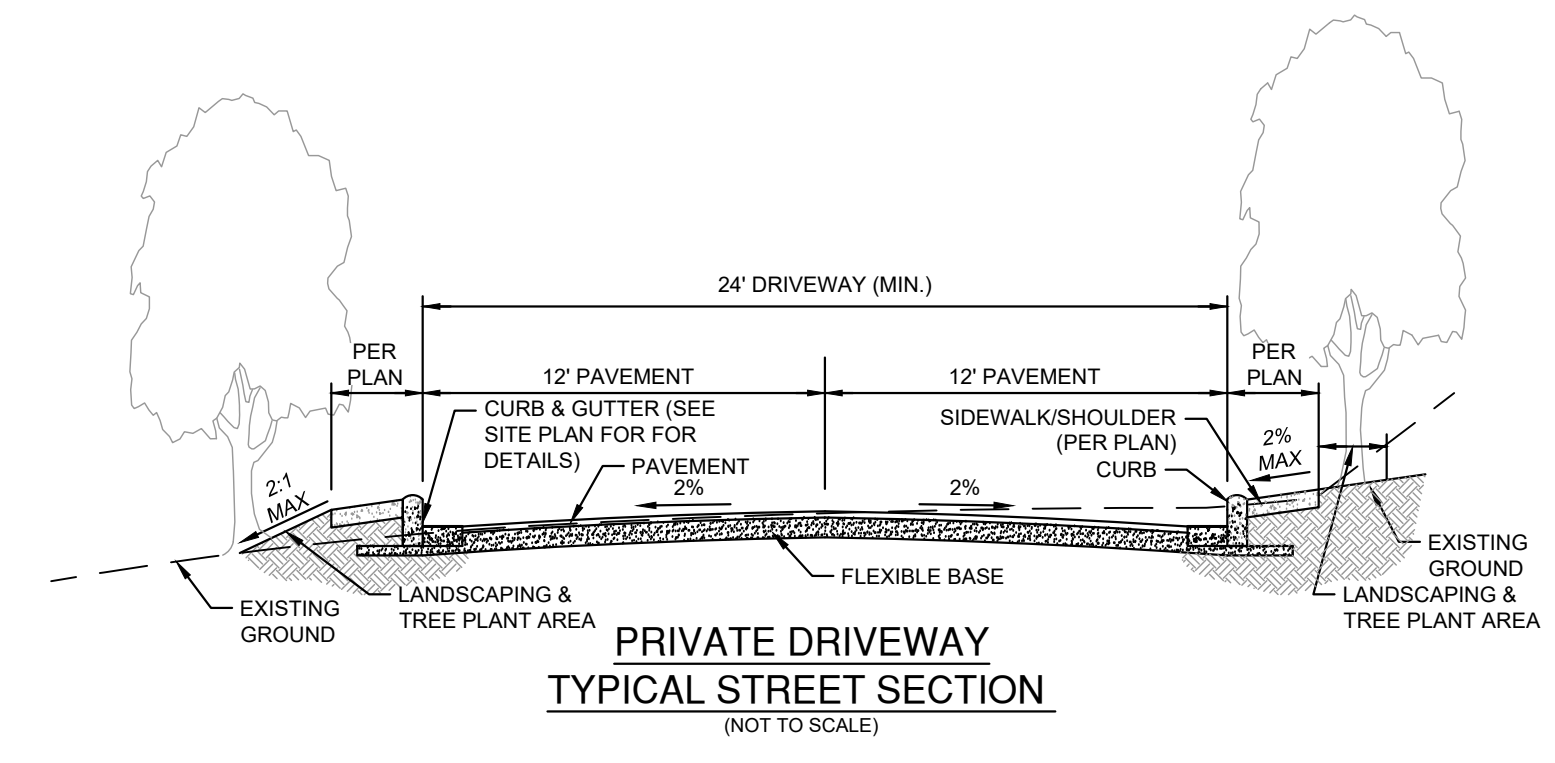 24' DRIVEWAY (MIN.)
PER
PLAN
12' PAVEMENT
12' PAVEMENT
PER
PLAN
CURB & GUTTER (SEE
SITE PLAN FOR FOR
DETAILS)
PAVEMENT
SIDEWALK/SHOULDER
(PER PLAN)
CURB
2%
MAX
2:1
MAX
2%
2%
FLEXIBLE BASE
EXISTING
GROUND
LANDSCAPING &
TREE PLANT AREA
EXISTING
GROUND
LANDSCAPING &
TREE PLANT AREA
PRIVATE DRIVEWAY
TYPICAL STREET SECTION
(NOT TO SCALE)